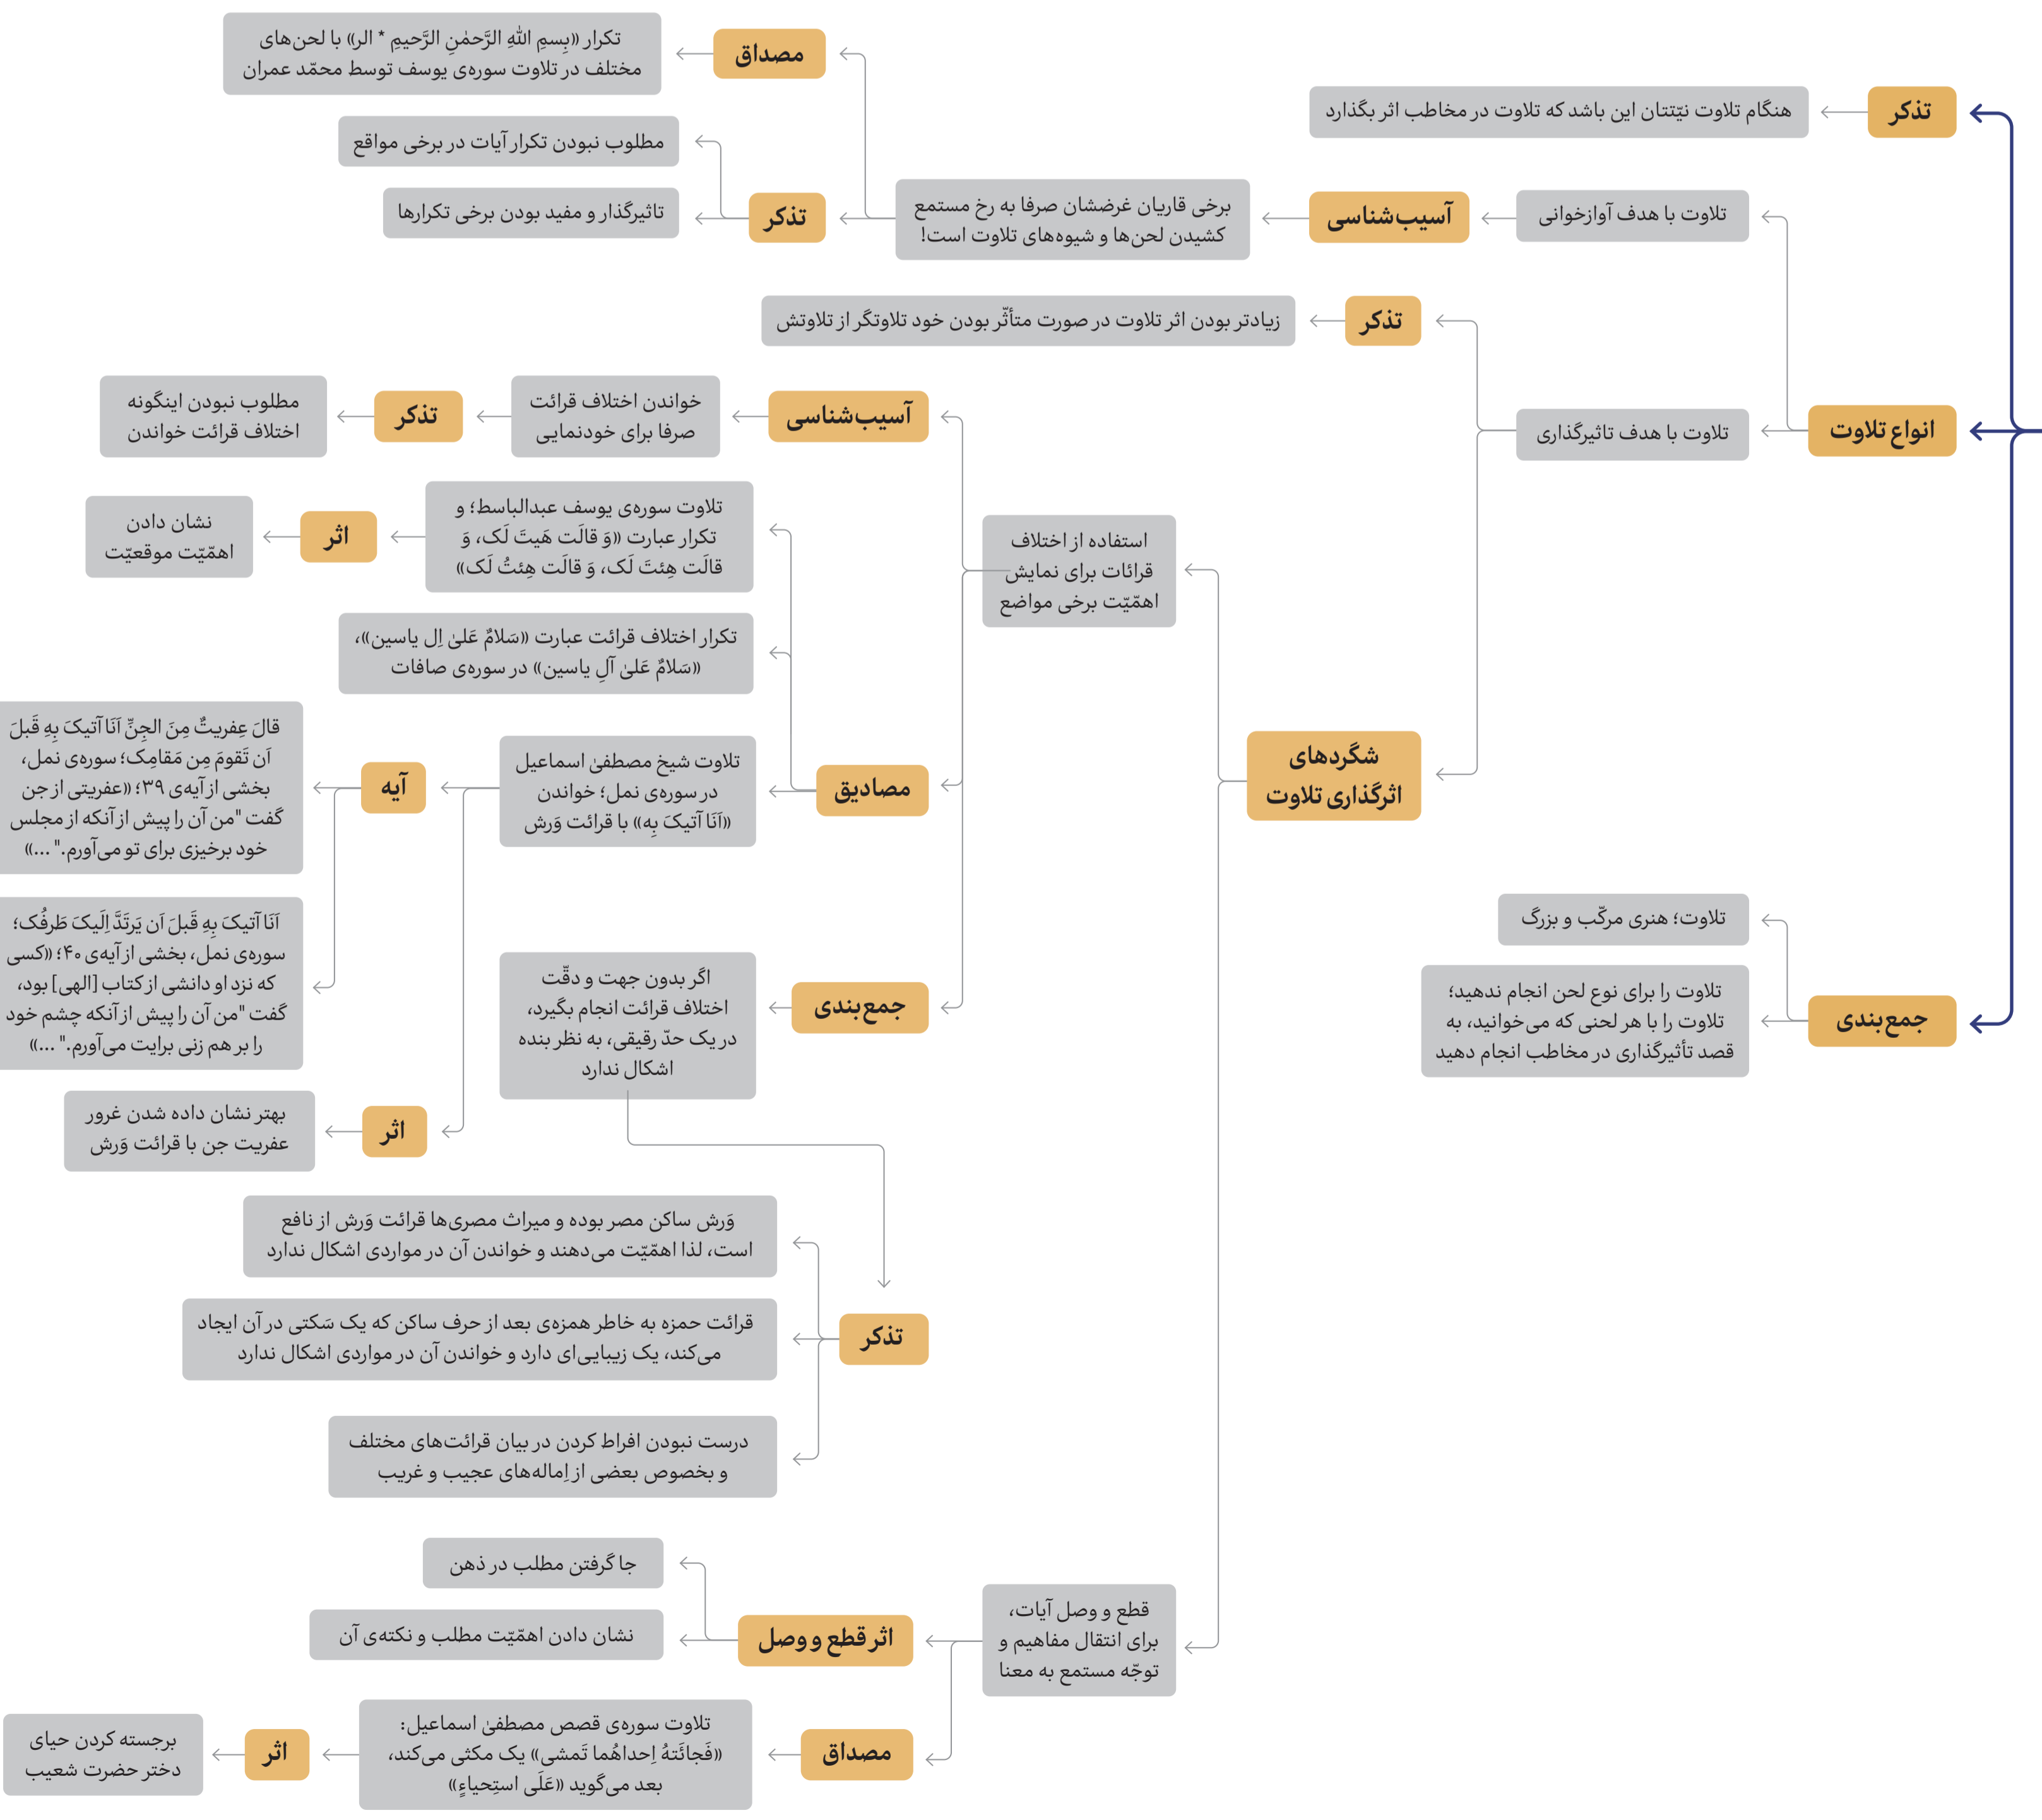 تذکر
هنگام تلاوت نیّتتان این باشد که تلاوت در مخاطب اثر بگذارد
انواع تلاوت
تلاوت با هدف آوازخوانی
آسیب‌شناسی
برخی قاریان غرضشان صرفا به رخ مستمع
کشیدن لحن‌ها و شیوه‌های تلاوت است!
مصداق
تکرار «بِسمِ اللهِ الرَّحمٰنِ الرَّحیمِ * الر» با لحن‌های
مختلف در تلاوت سوره‌ی یوسف توسط محمّد عمران
تذکر
مطلوب نبودن تکرار آیات در برخی مواقع
تاثیرگذار و مفید بودن برخی تکرارها
تلاوت با هدف تاثیرگذاری
تذکر
زیادتر بودن اثر تلاوت در صورت متأثّر بودن خود تلاوتگر از تلاوتش
شگردهای
اثرگذاری تلاوت
استفاده از اختلاف
قرائات برای نمایش
اهمّیّت برخی مواضع
آسیب‌شناسی
خواندن اختلاف قرائت
صرفا برای خودنمایی
تذکر
مطلوب نبودن اینگونه
اختلاف قرائت خواندن
مصادیق
تلاوت سوره‌ی یوسف عبدالباسط؛ و
تکرار عبارت «وَ قالَت هَیتَ لَک، وَ
قالَت هِئتَ لَک، وَ قالَت هِئتُ لَک»
اثر
نشان دادن
اهمّیّت موقعیّت
تکرار اختلاف قرائت عبارت «سَلامٌ عَلیٰ اِل یاسین»،
«سَلامٌ عَلیٰ آلِ یاسین» در سوره‌ی صافات
تلاوت شیخ مصطفیٰ اسماعیل
در سوره‌ی نمل؛ خواندن
«اَنَا آتیکَ بِه» با قرائت وَرش
آیه
قالَ عِفریتٌ مِنَ الجِنِّ اَنَا آتیکَ بِهِ قَبلَ
اَن تَقومَ مِن مَقامِک؛ سوره‌ی نمل،
بخشی از آیه‌ی ۳۹؛ «عفریتی از جن
گفت "من آن را پیش از آنکه از مجلس
خود برخیزی برای تو می‌آورم." ...»
اَنَا آتیکَ بِهِ قَبلَ اَن یَرتَدَّ اِلَیکَ طَرفُک؛
سوره‌ی نمل، بخشی از آیه‌ی ۴۰؛ «کسی
که نزد او دانشی از کتاب [الهی] بود،
گفت "من آن را پیش از آنکه چشم خود
را بر هم زنی برایت می‌آورم." ...»
اثر
بهتر نشان داده شدن غرور
عفریت جن با قرائت وَرش
جمع‌بندی
اگر بدون جهت و دقّت
اختلاف قرائت انجام بگیرد،
در یک حدّ رقیقی، به نظر بنده
اشکال ندارد
تذکر
وَرش ساکن مصر بوده و میراث مصری‌ها قرائت وَرش از نافع
است، لذا اهمّیّت می‌دهند و خواندن آن در مواردی اشکال ندارد
قرائت حمزه به خاطر همزه‌ی بعد از حرف ساکن که یک سَکتی در آن ایجاد
می‌کند، یک زیبایی‌ای دارد و خواندن آن در مواردی اشکال ندارد
درست نبودن افراط کردن در بیان قرائت‌های مختلف
و بخصوص بعضی از اِماله‌های عجیب و غریب
قطع و وصل آیات،
برای انتقال مفاهیم و
توجّه مستمع به معنا
اثر قطع و وصل
جا گرفتن مطلب در ذهن
نشان دادن اهمّیّت مطلب و نکته‌ی آن
مصداق
تلاوت سوره‌ی قصص مصطفیٰ اسماعیل:
«فَجائَتهُ اِحداهُما تَمشی» یک مکثی می‌کند،
بعد می‌گوید «عَلَی استِحیاءٍ»
اثر
برجسته کردن حیای
دختر حضرت شعیب
جمع‌بندی
تلاوت؛ هنری مرکّب و بزرگ
تلاوت را برای نوع لحن انجام ندهید؛
تلاوت را با هر لحنی که می‌خوانید، به
قصد تأثیرگذاری در مخاطب انجام دهید